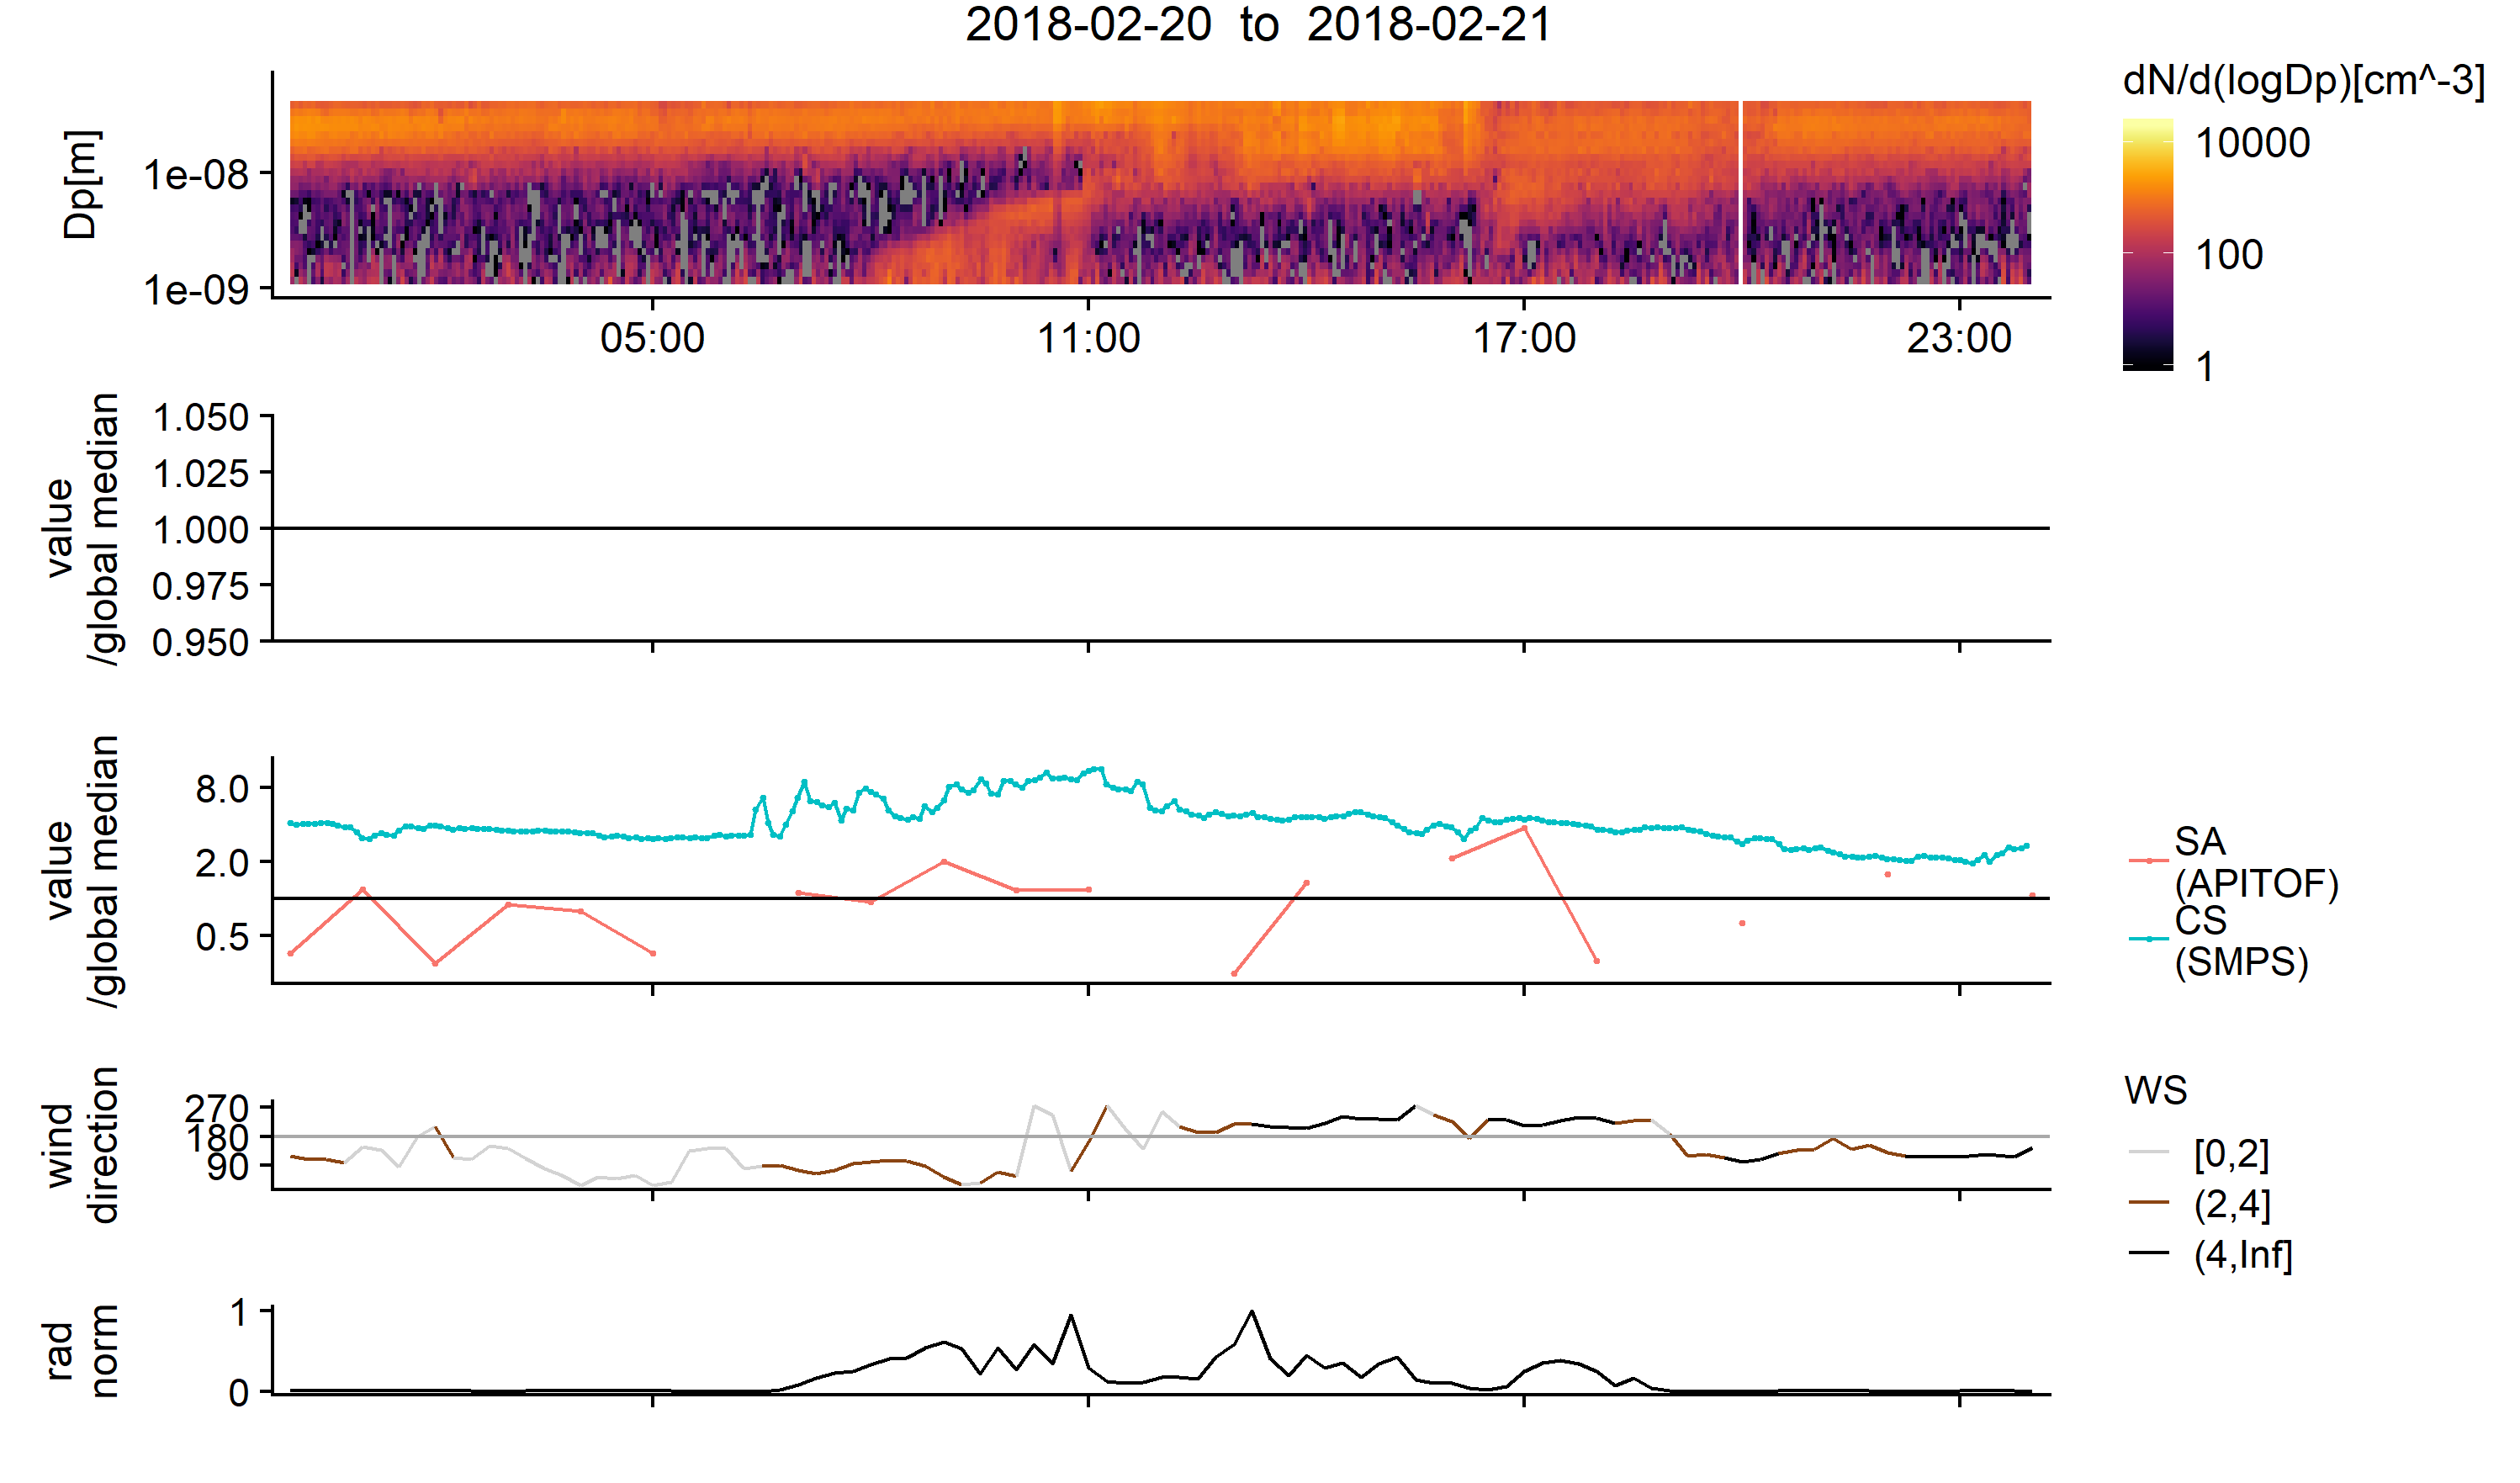 2018-02-20  to  2018-02-21
dN/d(logDp)[cm^-3]
10000
100
1
Dp[m]
1e-08
1e-09
05:00
11:00
17:00
23:00
value
/global median
1.050
1.025
1.000
0.975
0.950
value
/global median
8.0
2.0
0.5
SA
(APITOF)
CS
(SMPS)
wind
direction
270
180
90
WS
[0,2]
(2,4]
(4,Inf]
rad
norm
1
0